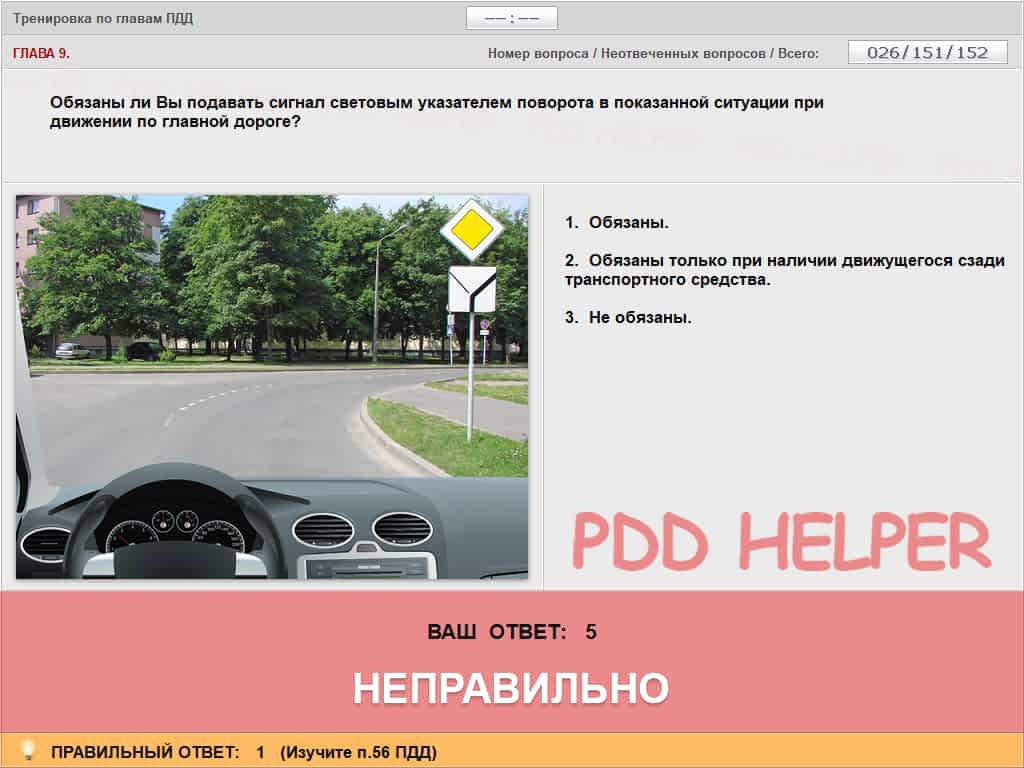 Тренировка по главам ПДД
—— : ——
ГЛАВА 9.
Номер вопроса / Неотвеченных вопросов / Всего:
026/151/152
Обязаны ли Вы подавать сигнал световым указателем поворота в показанной ситуации при
движении по главной дороге?
1. Обязаны.
2. Обязаны только при наличии движущегося сзади
транспортного средства.
3. Не обязаны.
PDD HELPER
ВАШ ОТВЕТ: 5
НЕПРАВИЛЬНО
ПРАВИЛЬНЫЙ ОТВЕТ: 1 (Изучите п.56 ПДД)